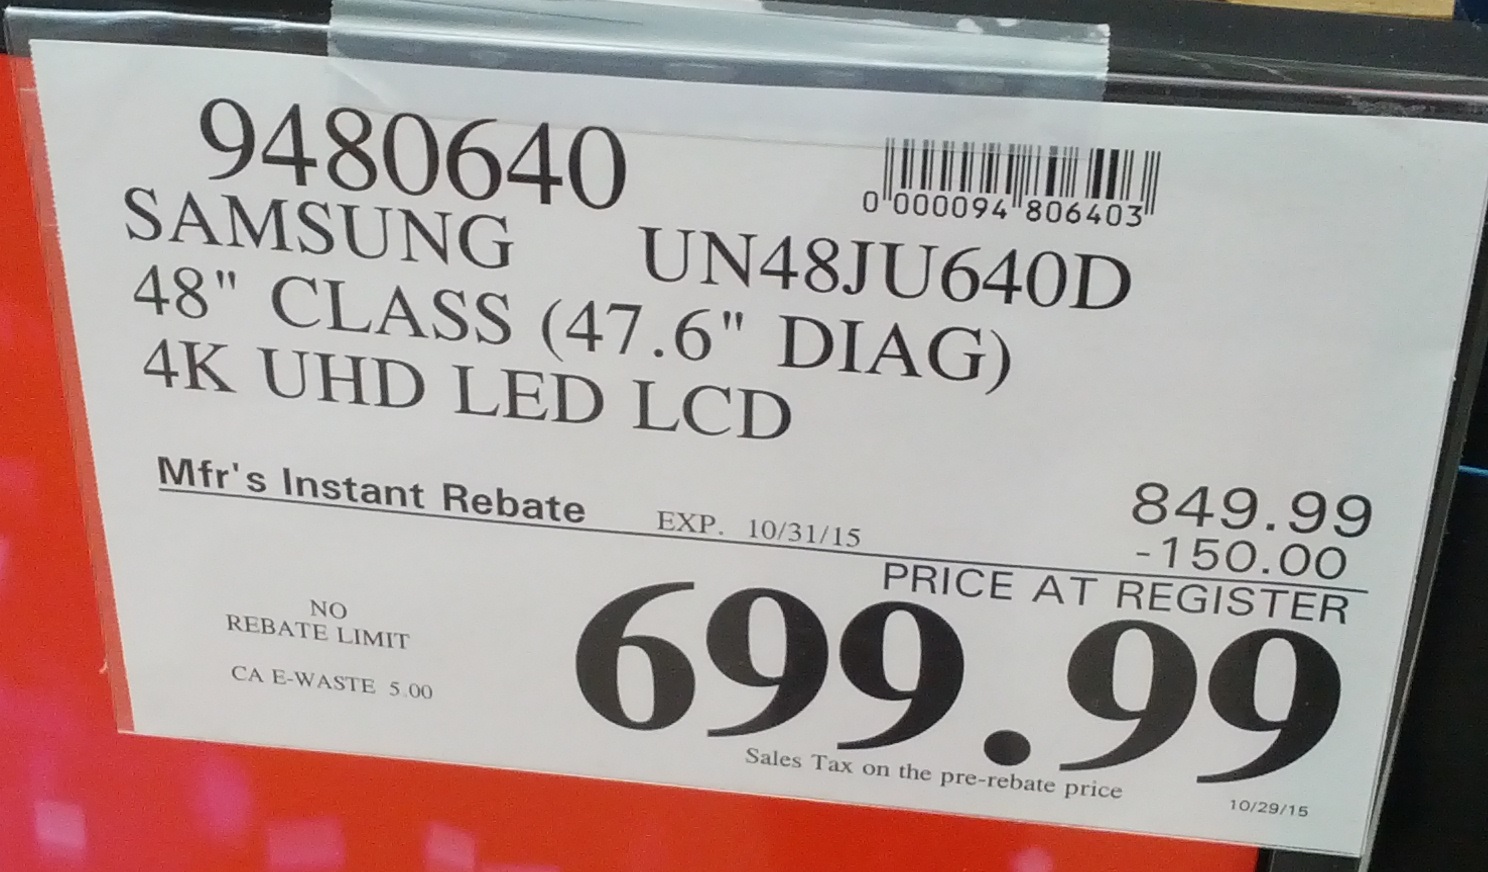 9480640
0 000094 806403
SAMSUNG UN48JU640D
48" CLASS (47.6" DIAG)
4K UHD LED LCD
849.99
Mfr's Instant Rebate EXP. 10/31/15 -150.00
PRICE AT REGISTER
NO
REBATE LIMIT
699.99
CA E-WASTE 5.00
Sales Tax on the pre-rebate price
10/29/15